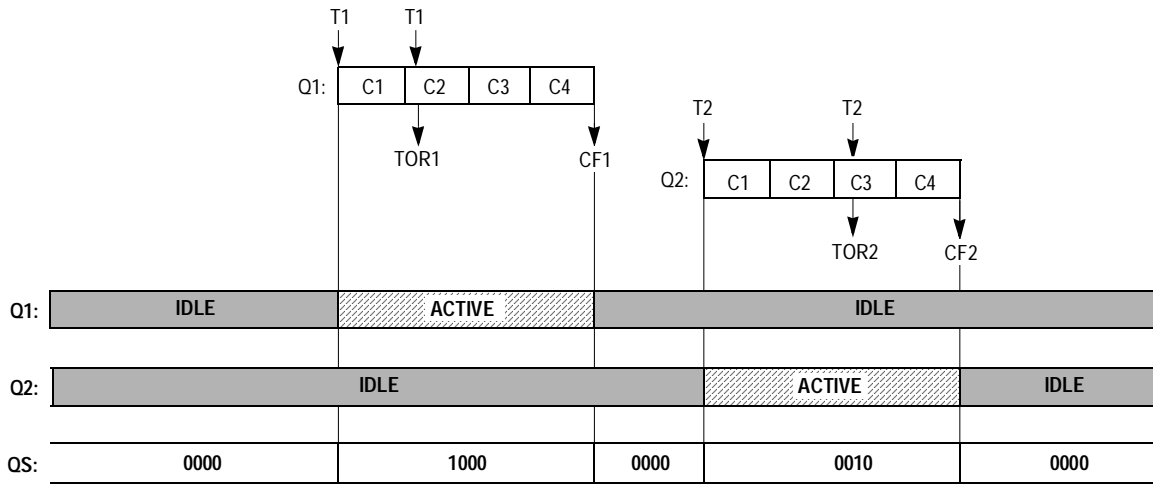 T1 T1
Q1: C1 C2 C3 C4
T2 T2
TOR1 CF1
Q2: C1 C2 C3 C4
TOR2 CF2
Q1: IDLE ACTIVE IDLE
Q2: IDLE ACTIVE IDLE
QS: 0000 1000 0000 0010 0000